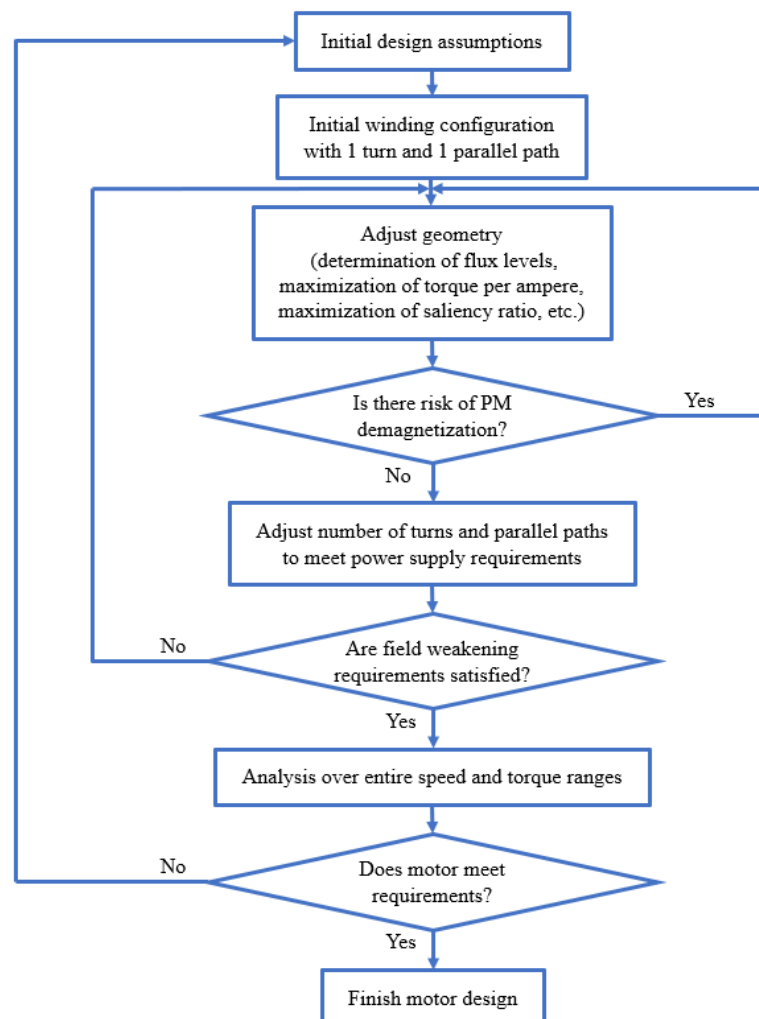 Initial design assumptions
Initial winding configuration
with 1 turn and 1 parallel path
Adjust geometry
(determination of flux levels,
maximization of torque per ampere,
maximization of saliency ratio, etc.)
Is there risk of PM
demagnetization?
Yes
No
Adjust number of turns and parallel paths
to meet power supply requirements
Are field weakening
requirements satisfied?
No
Yes
Analysis over entire speed and torque ranges
Does motor meet
requirements?
No
Yes
Finish motor design